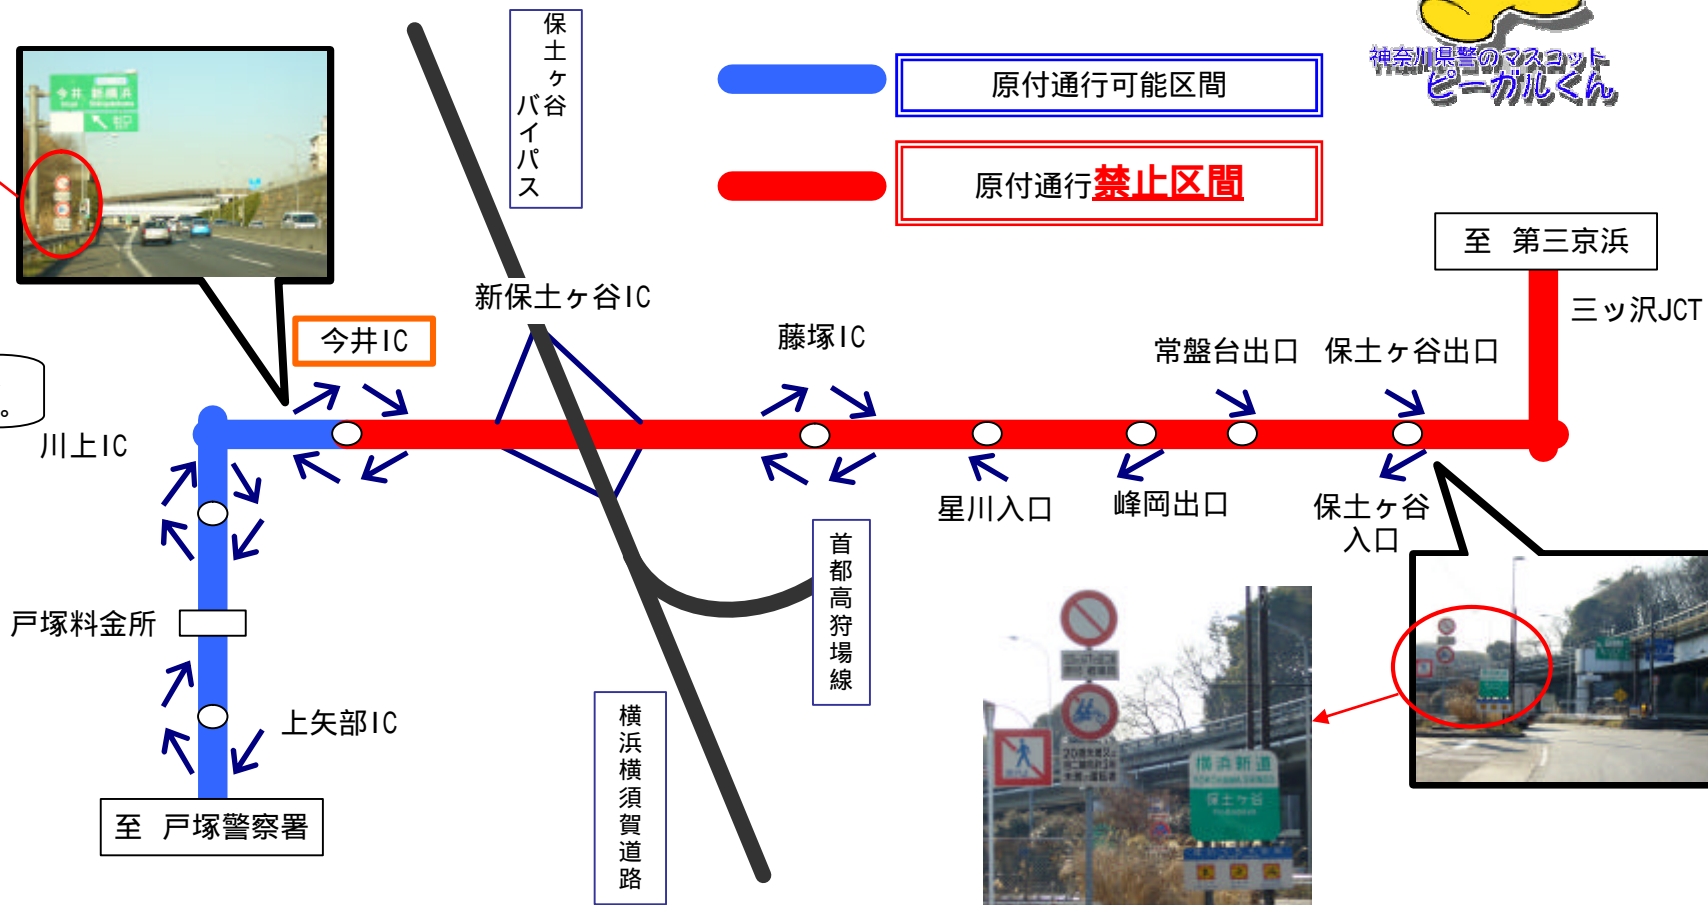 保土ヶ谷
バイパス
原付通行可能区間
原付通行禁止区間
神奈川県警のマスコット
ピーガルくん
今井 新横浜
出口
至 第三京浜
三ッ沢JCT
新保土ヶ谷IC
今井IC
藤塚IC
常盤台出口
保土ヶ谷出口
。
川上IC
星川入口
峰岡出口
保土ヶ谷
入口
首都高狩場線
戸塚料金所
上矢部IC
横浜横須賀道路
至 戸塚警察署
横浜新道
保土ヶ谷